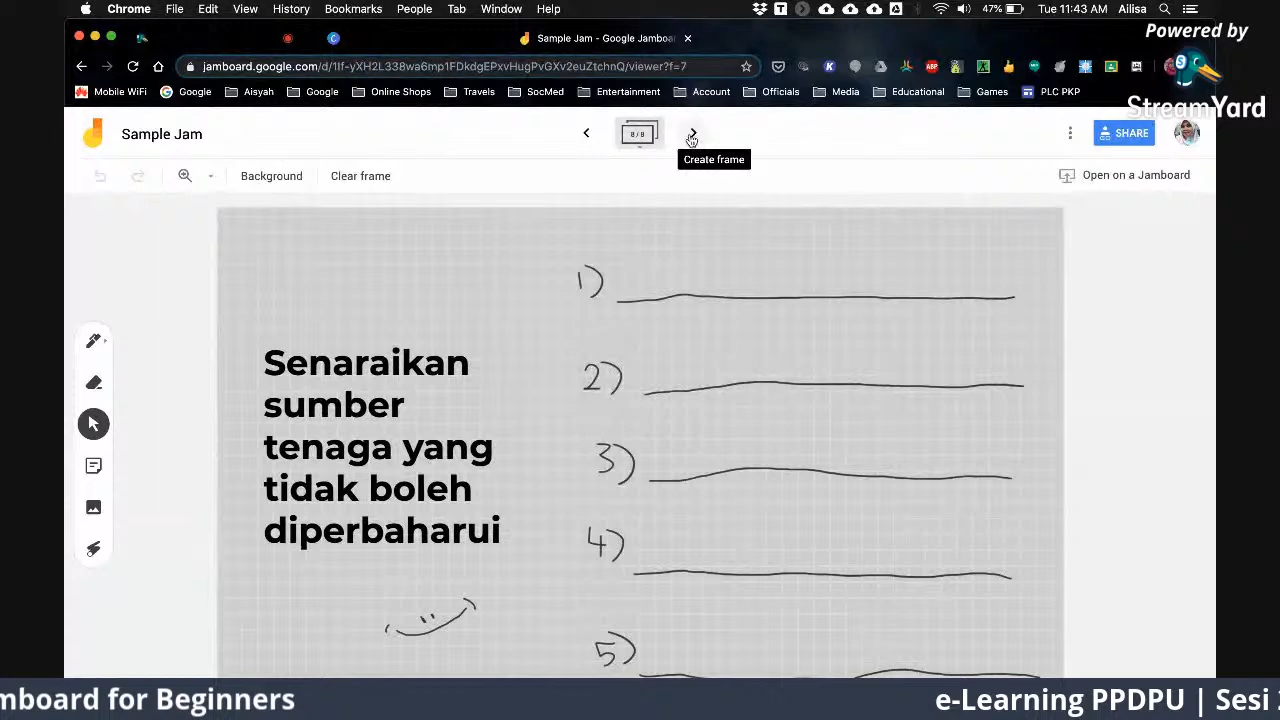 Chrome File Edit View History Bookmarks People Tab Window Help 47% Tue 11:43 AM Ailisa
Powered by
StreamYard
Sample Jam - Google Jamboa
jamboard.google.com/d/1If-yXH2L338wa6mp1FDkdgEPxvHugPvGXv2euZtchnQ/viewer?f=7
Mobile WiFi Google Aisyah Google Online Shops Travels SocMed Entertainment Account Officials Media Educational Games PLC PKP
Sample Jam 8/8 SHARE
Create frame
Background Clear frame Open on a Jamboard
1)
2)
3)
4)
5)
Senaraikan
sumber
tenaga yang
tidak boleh
diperbaharui
mboard for Beginners e-Learning PPDPU | Sesi